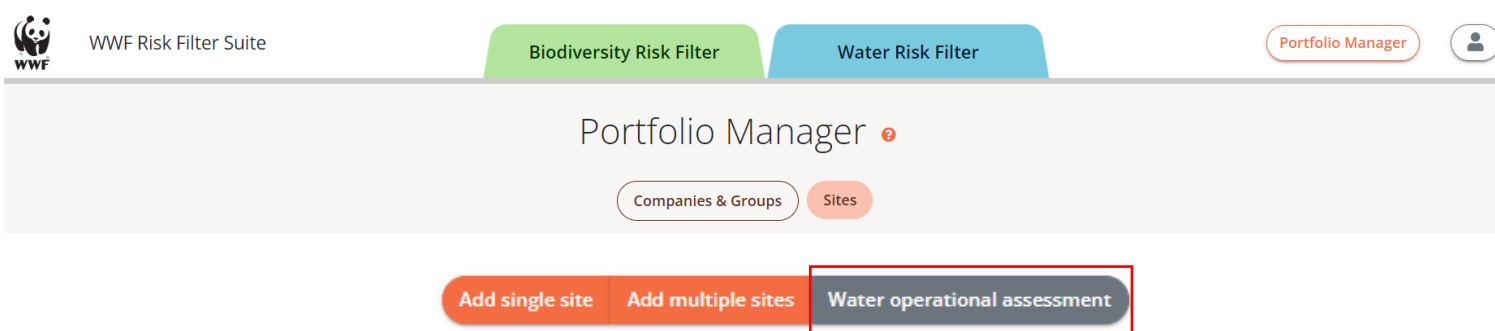 WWF
WWF Risk Filter Suite
Biodiversity Risk Filter
Water Risk Filter
Portfolio Manager
Portfolio Manager ?
Companies & Groups
Sites
Add single site
Add multiple sites
Water operational assessment